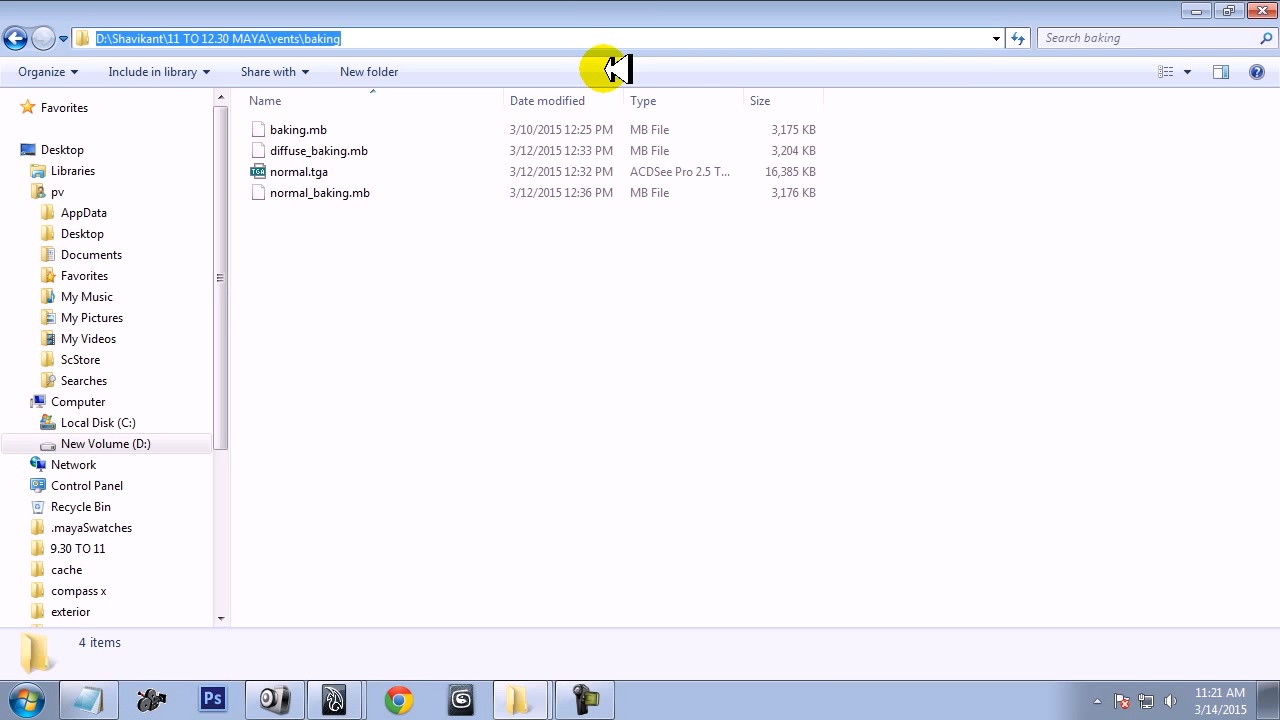 D:\Shavikant\11 TO 12.30 MAYA\vents\baking
Search baking
Organize
Include in library
Share with
New folder
Name
Date modified
Type
Size
baking.mb 3/10/2015 12:25 PM MB File 3,175 KB
diffuse_baking.mb 3/12/2015 12:33 PM MB File 3,204 KB
normal.tga 3/12/2015 12:32 PM ACDSee Pro 2.5 T... 16,385 KB
normal_baking.mb 3/12/2015 12:36 PM MB File 3,176 KB
Favorites
Desktop
Libraries
pv
AppData
Desktop
Documents
Favorites
My Music
My Pictures
My Videos
ScStore
Searches
Computer
Local Disk (C:)
New Volume (D:)
Network
Control Panel
Recycle Bin
.mayaSwatches
9.30 TO 11
cache
compass x
exterior
4 items
Ps
11:21 AM
3/14/2015